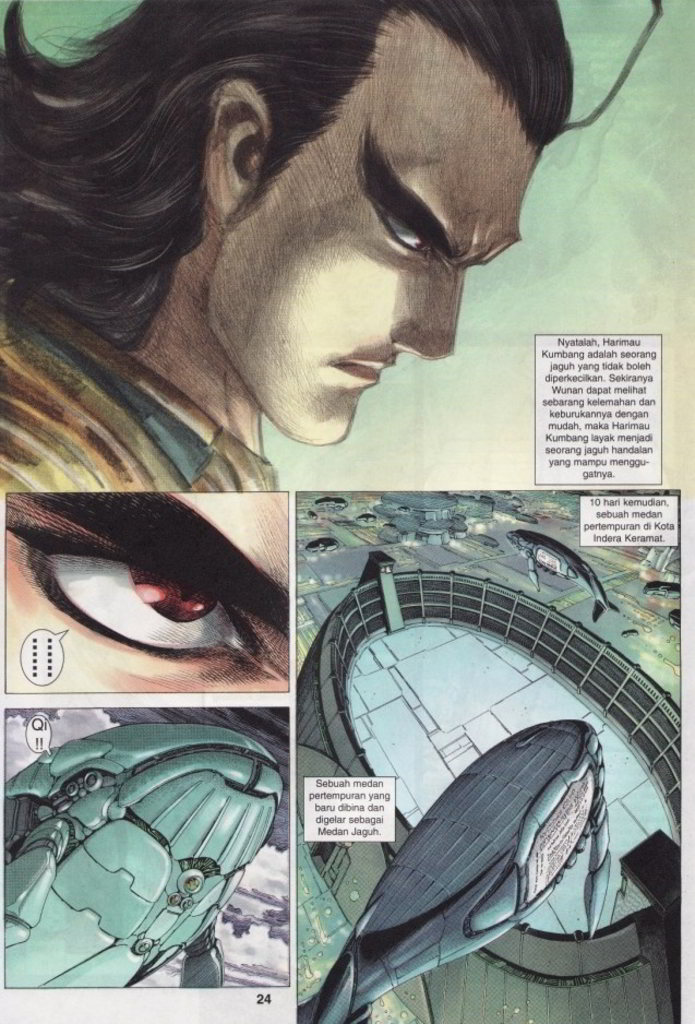 Nyatalah, Harimau
Kumbang adalah seorang
jaguh yang tidak boleh
diperkecilkan. Sekiranya
Wunan dapat melihat
sebarang kelemahan dan
keburukannya dengan
mudah, maka Harimau
Kumbang layak menjadi
seorang jaguh handalan
yang mampu menggu-
gatnya.
10 hari kemudian,
sebuah medan
pertempuran di Kota
Indera Keramat.
Qi
!!
Sebuah medan
pertempuran yang
baru dibina dan
digelar sebagai
Medan Jaguh.
24